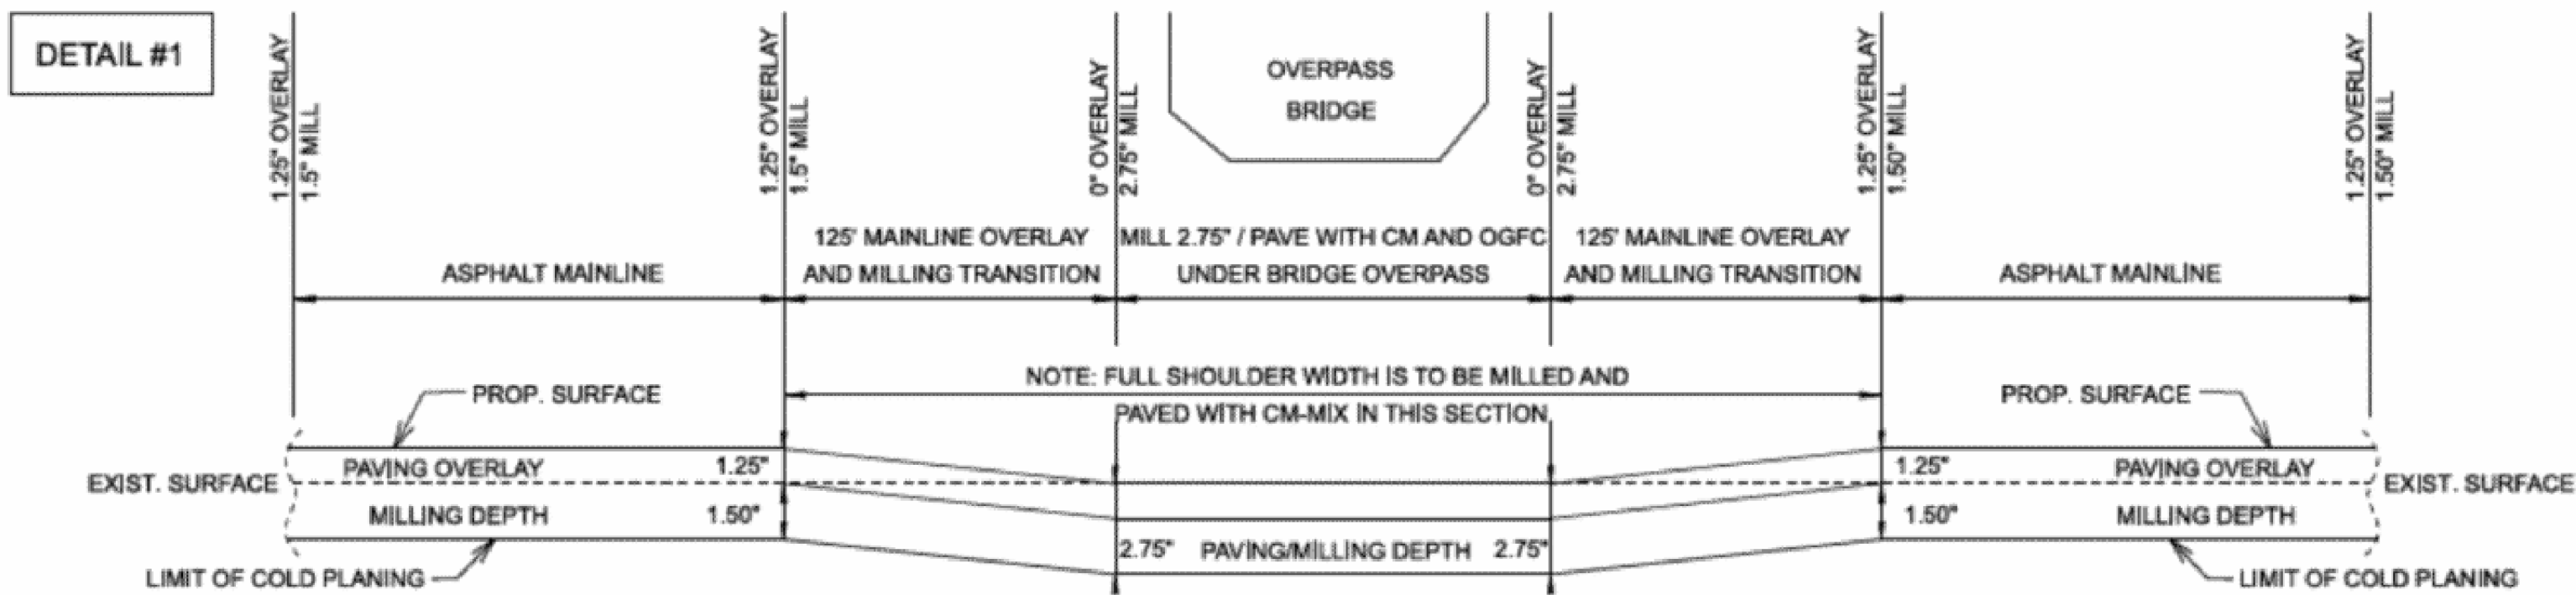 DETAIL #1
1.25" OVERLAY
1.5" MILL
1.25" OVERLAY
1.5" MILL
0" OVERLAY
2.75" MILL
OVERPASS
BRIDGE
0" OVERLAY
2.75" MILL
1.25" OVERLAY
1.50" MILL
1.25" OVERLAY
1.50" MILL
ASPHALT MAINLINE
125' MAINLINE OVERLAY
AND MILLING TRANSITION
MILL 2.75" / PAVE WITH CM AND OGFC
UNDER BRIDGE OVERPASS
125' MAINLINE OVERLAY
AND MILLING TRANSITION
ASPHALT MAINLINE
NOTE: FULL SHOULDER WIDTH IS TO BE MILLED AND
PAVED WITH CM-MIX IN THIS SECTION
PROP. SURFACE
PROP. SURFACE
EXIST. SURFACE
PAVING OVERLAY
1.25"
1.25"
PAVING OVERLAY
EXIST. SURFACE
MILLING DEPTH
1.50"
1.50"
MILLING DEPTH
2.75"
PAVING/MILLING DEPTH
2.75"
LIMIT OF COLD PLANING
LIMIT OF COLD PLANING